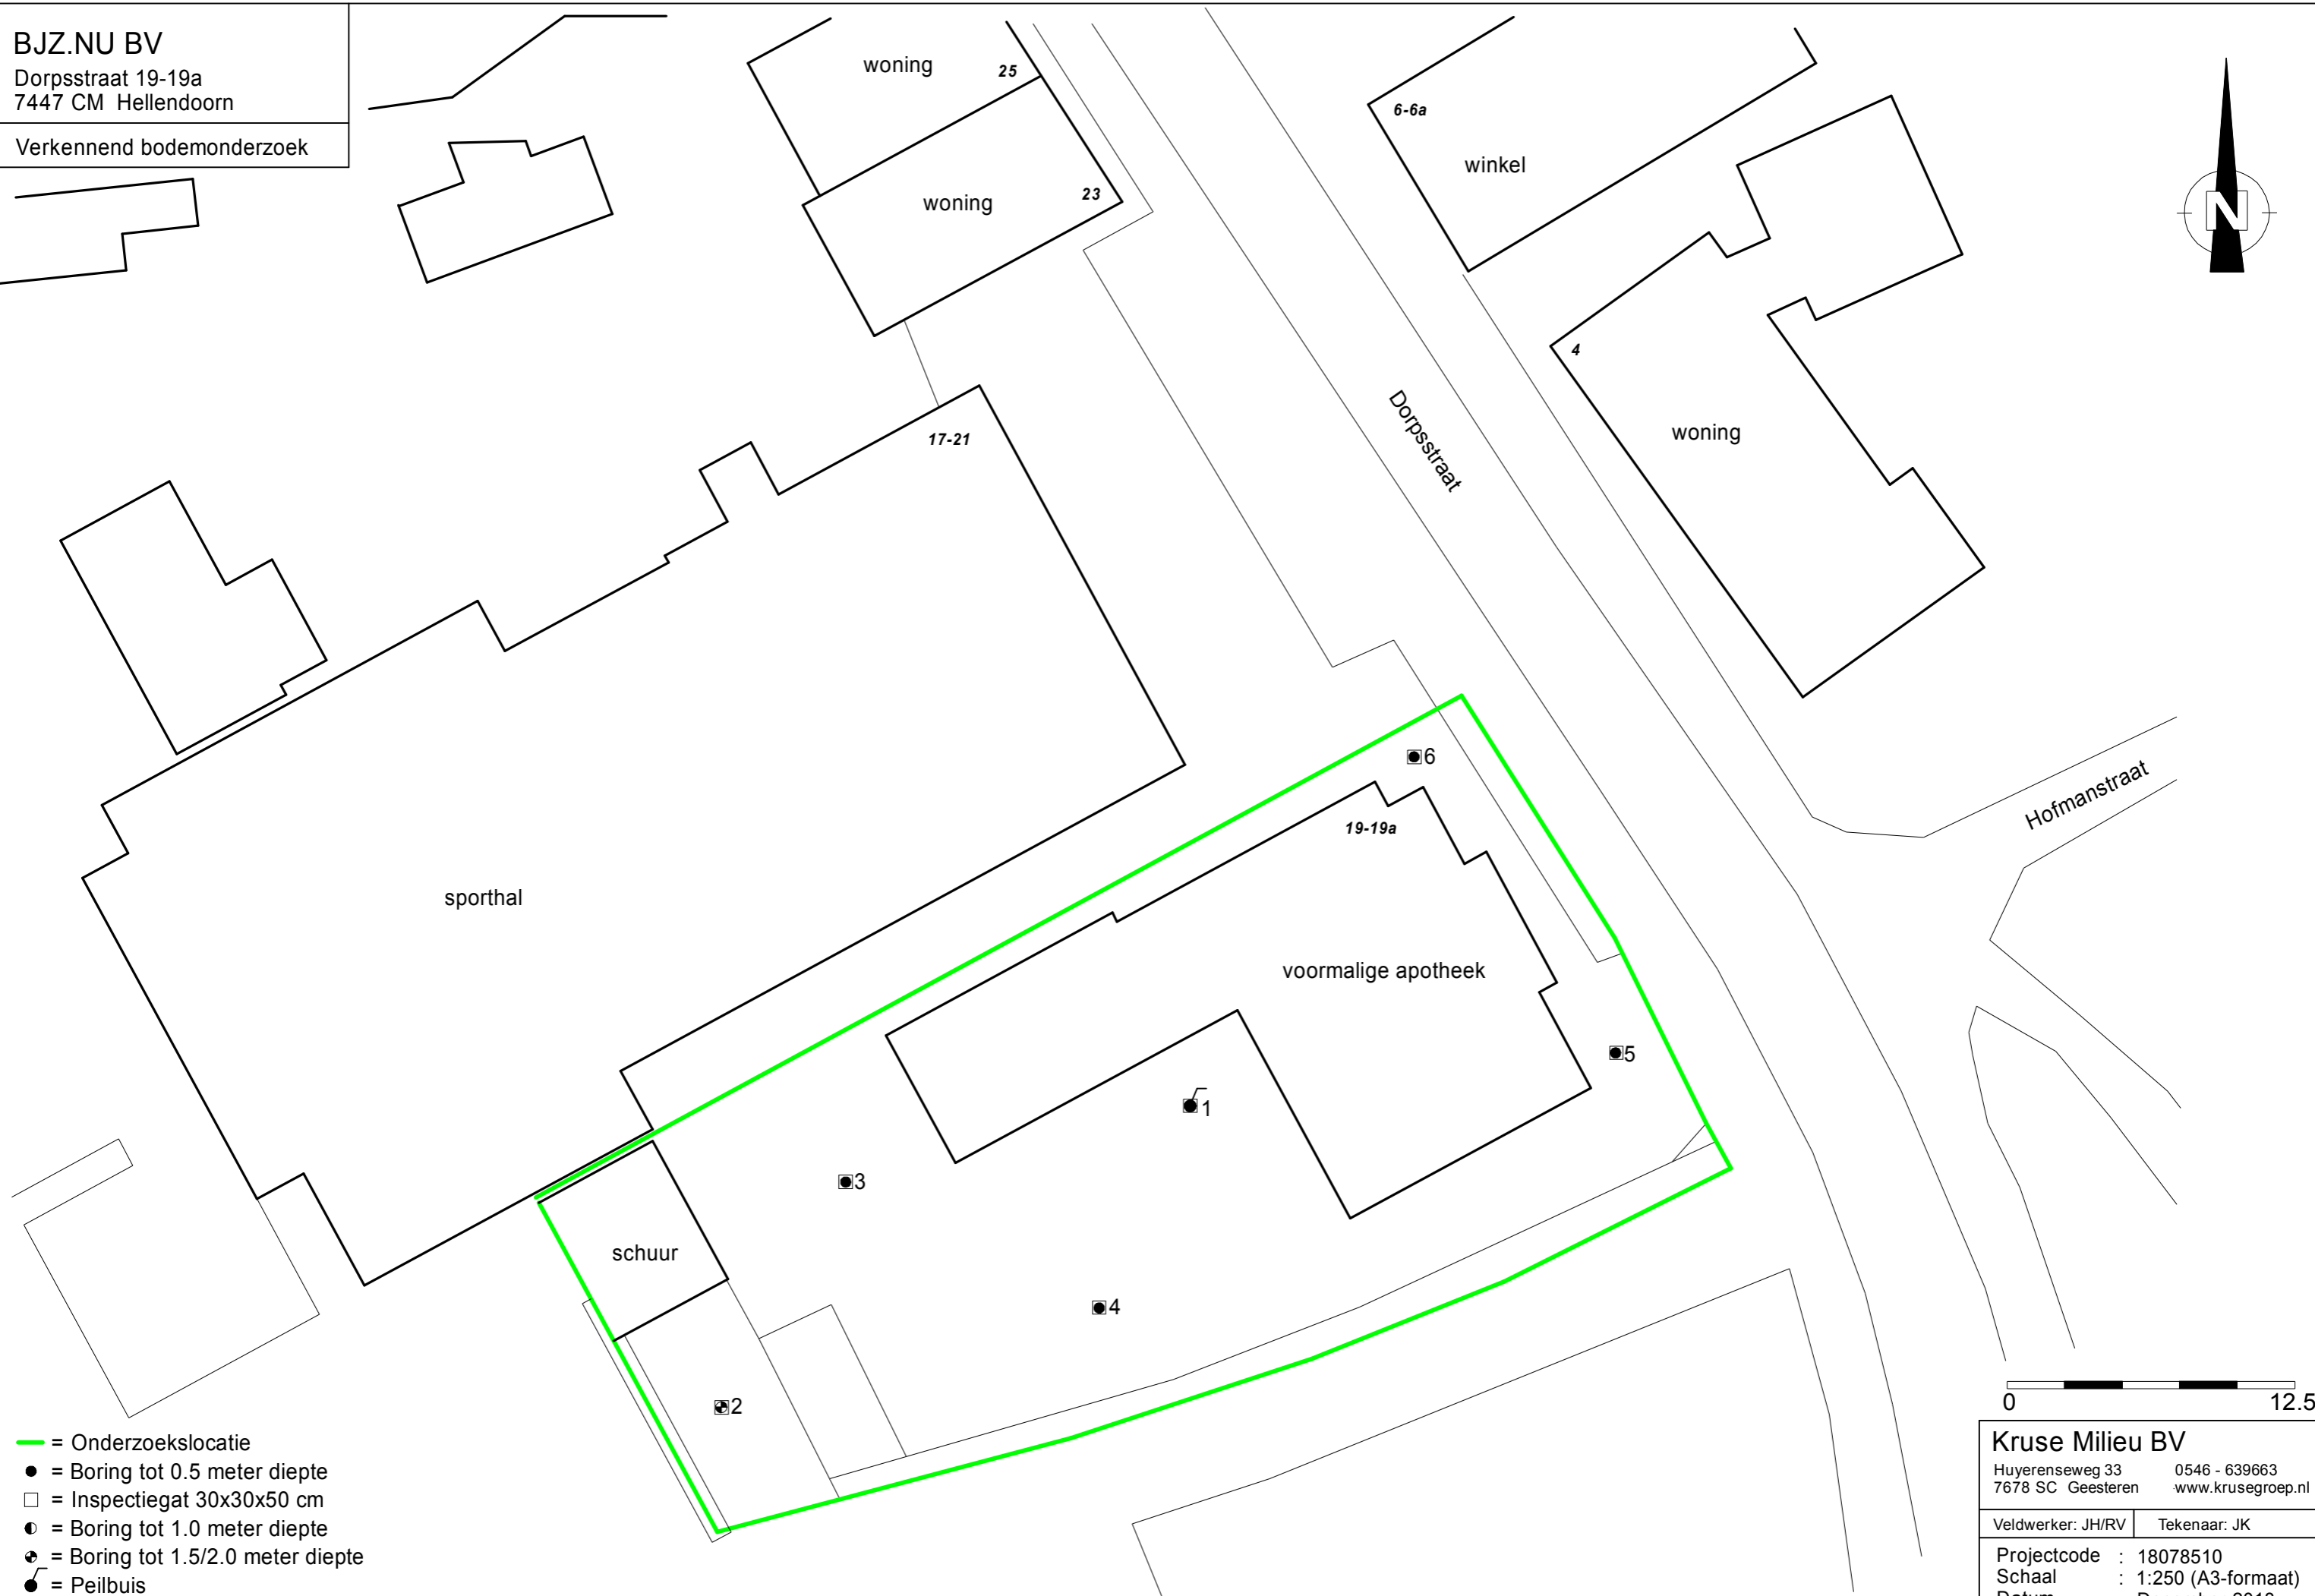 BJZ.NU BV
Dorpsstraat 19-19a
7447 CM Hellendoorn
Verkennend bodemonderzoek
woning
25
woning
23
6-6a
winkel
N
4
woning
Dorpsstraat
17-21
Hofmanstraat
6
19-19a
sporthal
voormalige apotheek
5
1
3
schuur
4
2
0
12.5
= Onderzoekslocatie
= Boring tot 0.5 meter diepte
= Inspectiegat 30x30x50 cm
= Boring tot 1.0 meter diepte
= Boring tot 1.5/2.0 meter diepte
= Peilbuis
Kruse Milieu BV
Huyerenseweg 33 0546 - 639663
7678 SC Geesteren www.krusegroep.nl
Veldwerker: JH/RV Tekenaar: JK
Projectcode : 18078510
Schaal : 1:250 (A3-formaat)